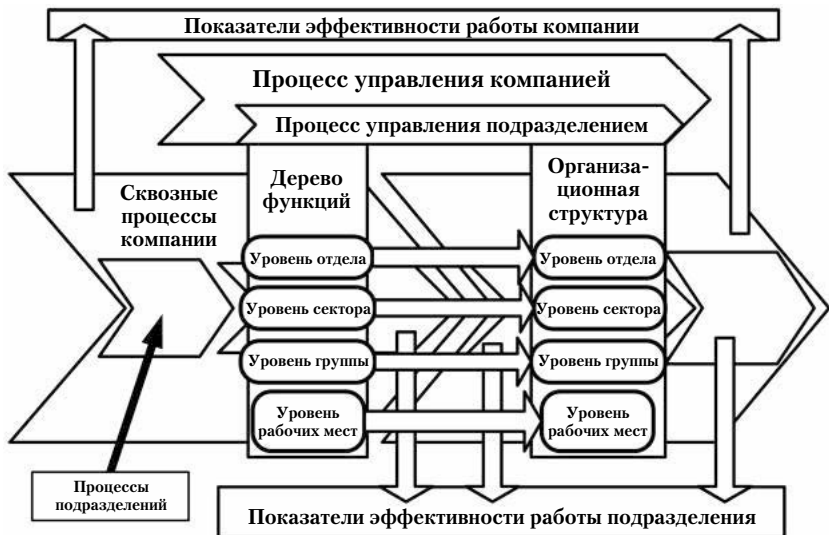 Показатели эффективности работы компании
Процесс управления компанией
Процесс управления подразделением
Сквозные
процессы
компании
Дерево
функций
Организа-
ционная
структура
Уровень отдела
Уровень отдела
Уровень сектора
Уровень сектора
Уровень группы
Уровень группы
Уровень
рабочих мест
Уровень
рабочих мест
Процессы
подразделений
Показатели эффективности работы подразделения